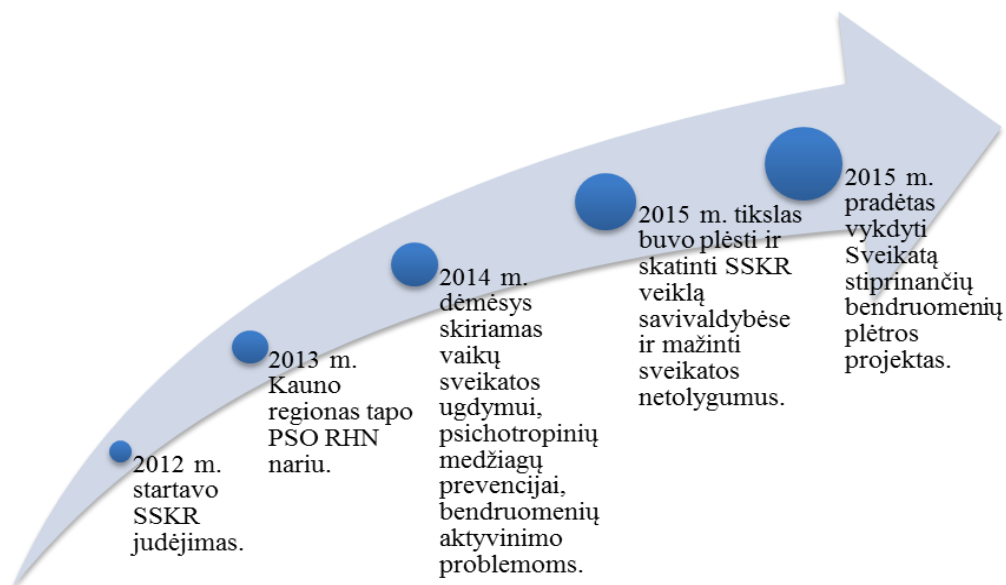 2012 m.
startavo
SSKR
judėjimas.
2013 m.
Kauno
regionas tapo
PSO RHN
nariu.
2014 m.
dėmėsys
skiriamas
vaikų
sveikatos
ugdymui,
psichotropinių
medžiagų
prevencijai,
bendruomenių
aktyvinimo
problemoms.
2015 m. tikslas
buvo plėsti ir
skatinti SSKR
veiklą
savivaldybėse
ir mažinti
sveikatos
netolygumus.
2015 m.
pradėtas
vykdyti
Sveikatą
stiprinančių
bendruomenių
plėtros
projektas.